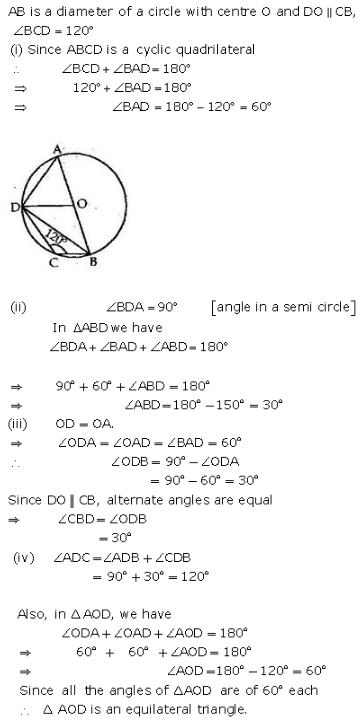 AB is a diameter of a circle with centre O and DO ∥ CB,
∠BCD = 120°
(i) Since ABCD is a cyclic quadrilateral
∴ ∠BCD + ∠BAD = 180°
⇒ 120° + ∠BAD = 180°
⇒ ∠BAD = 180° − 120° = 60°
A
D
O
120°
C
B
(ii) ∠BDA = 90° [angle in a semi circle]
In ΔABD we have
∠BDA + ∠BAD + ∠ABD = 180°
⇒ 90° + 60° + ∠ABD = 180°
⇒ ∠ABD = 180° − 150° = 30°
(iii) OD = OA.
⇒ ∠ODA = ∠OAD = ∠BAD = 60°
∴ ∠ODB = 90° − ∠ODA
= 90° − 60° = 30°
Since DO ∥ CB, alternate angles are equal
⇒ ∠CBD = ∠ODB
= 30°
(iv) ∠ADC = ∠ADB + ∠CDB
= 90° + 30° = 120°
Also, in ΔAOD, we have
∠ODA + ∠OAD + ∠AOD = 180°
⇒ 60° + 60° + ∠AOD = 180°
⇒ ∠AOD = 180° − 120° = 60°
Since all the angles of ΔAOD are of 60° each
∴ Δ AOD is an equilateral triangle.